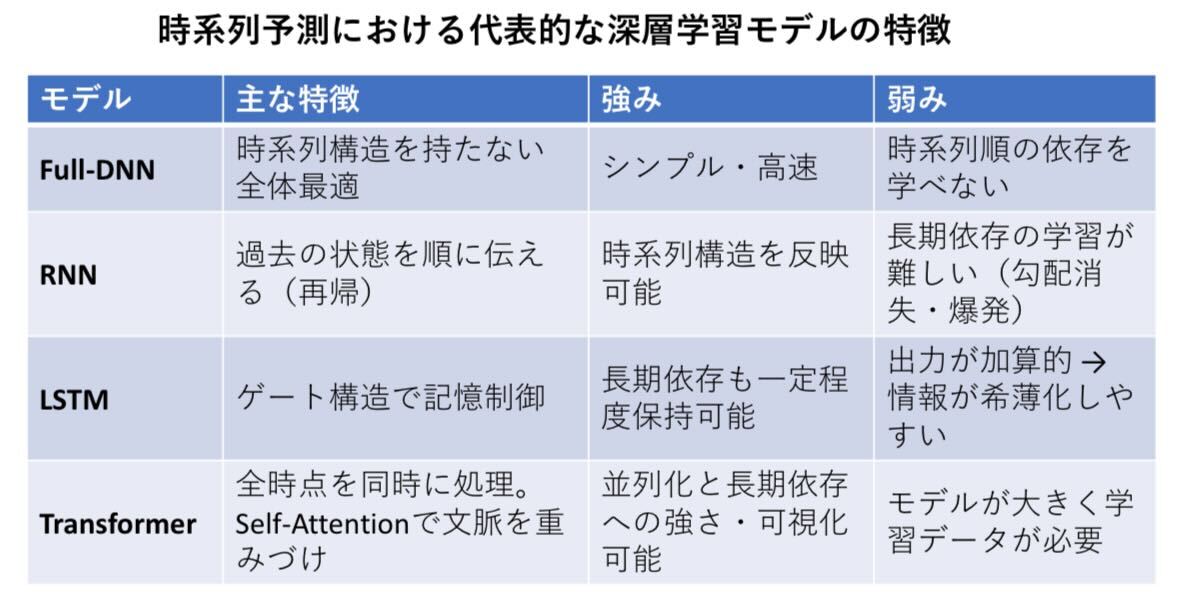 時系列予測における代表的な深層学習モデルの特徴
モデル
主な特徴
強み
弱み
Full-DNN
時系列構造を持たない
全体最適
シンプル・高速
時系列順の依存を
学べない
RNN
過去の状態を順に伝え
る（再帰）
時系列構造を反映
可能
長期依存の学習が
難しい（勾配消
失・爆発）
LSTM
ゲート構造で記憶制御
長期依存も一定程
度保持可能
出力が加算的 →
情報が希薄化しや
すい
Transformer
全時点を同時に処理。
Self-Attentionで文脈を重
みづけ
並列化と長期依存
への強さ・可視化
可能
モデルが大きく学
習データが必要